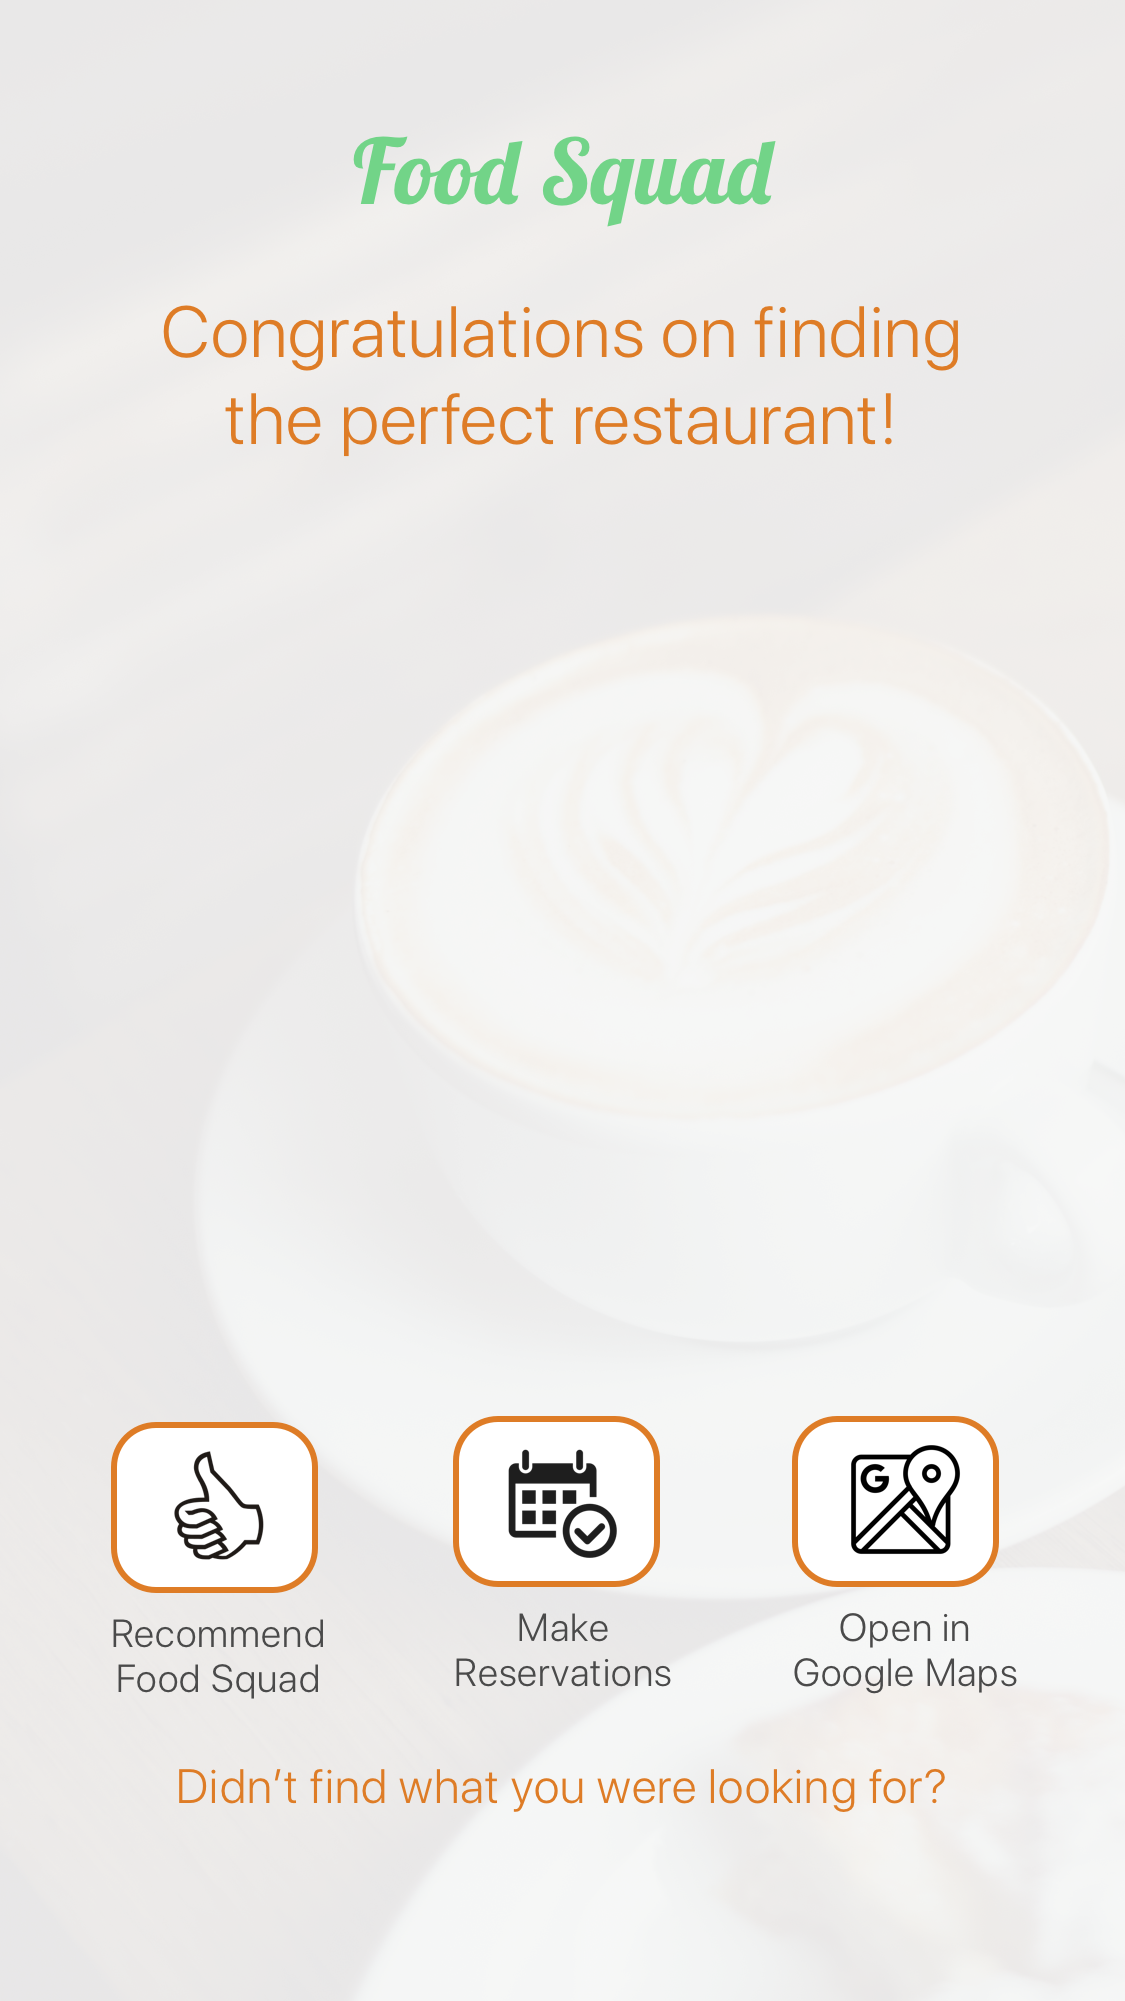 Food Squad
Congratulations on finding
the perfect restaurant!
G
Recommend
Food Squad
Make
Reservations
Open in
Google Maps
Didn’t find what you were looking for?